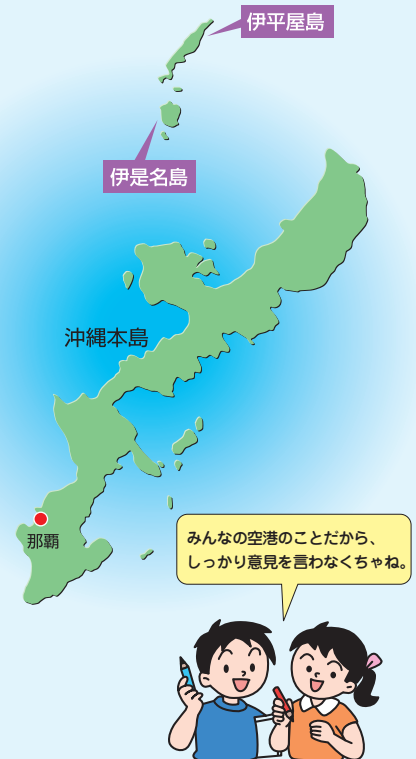 伊平屋島
伊是名島
沖縄本島
那覇
みんなの空港のことだから、
しっかり意見を言わなくちゃね。